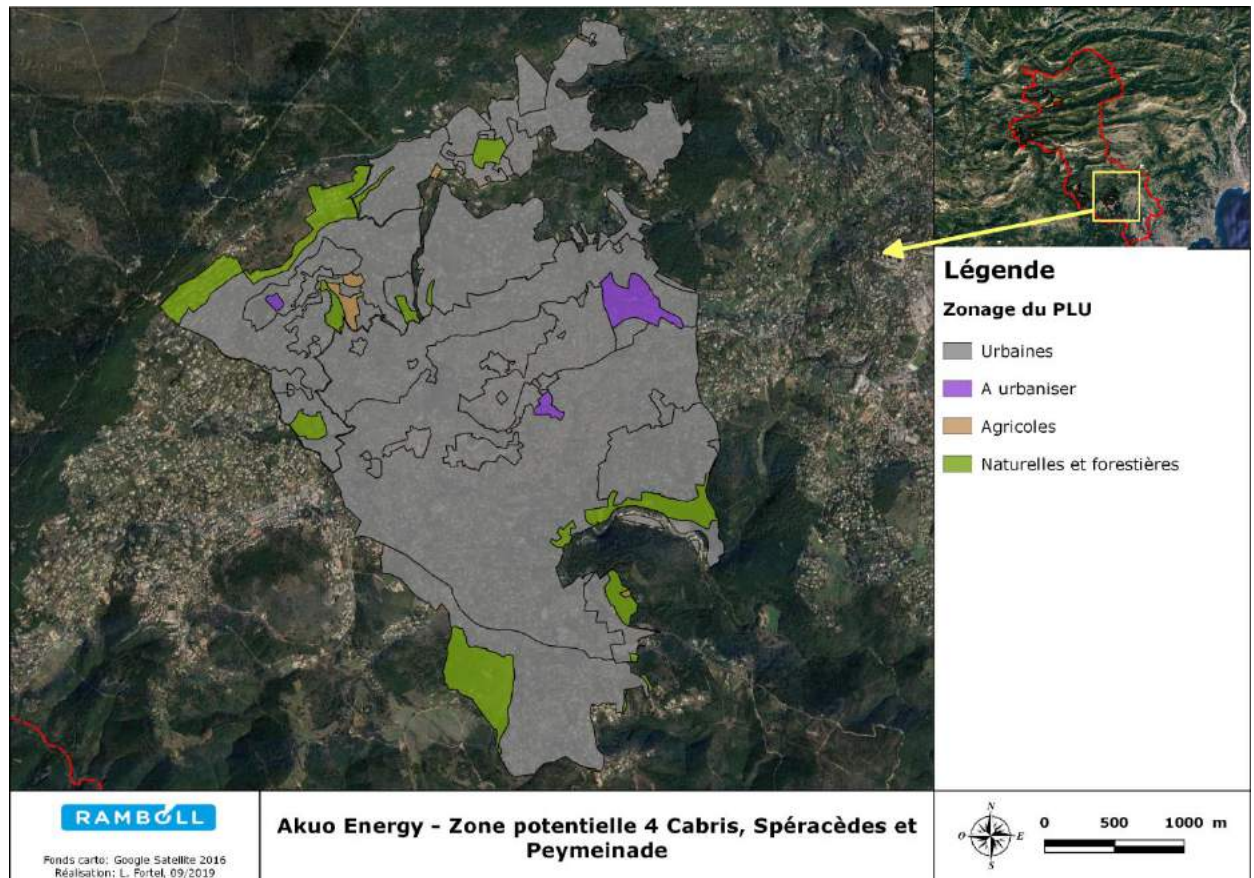 Légende
Zonage du PLU
Urbaines
A urbaniser
Agricoles
Naturelles et forestières
RAMBOLL
Fonds carto: Google Satellite 2016
Réalisation: L. Fortel, 09/2019
Akuo Energy - Zone potentielle 4 Cabris, Spéracèdes et
Peymeinade
N
O
E
S
0 500 1000 m